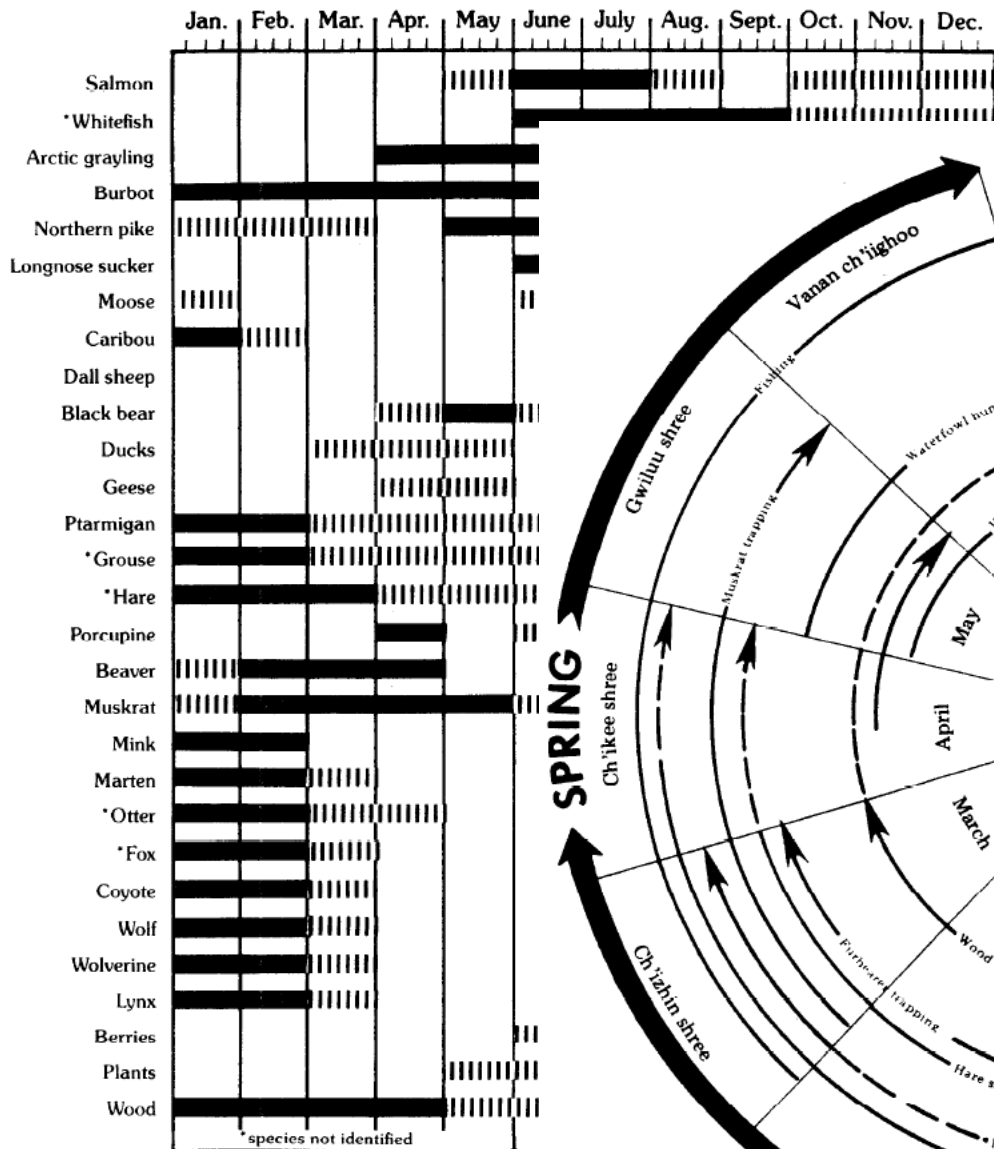 Jan. Feb. Mar. Apr. May June July Aug. Sept. Oct. Nov. Dec.
Salmon
*Whitefish
Arctic grayling
Burbot
Northern pike
Longnose sucker
Moose
Caribou
Dall sheep
Black bear
Ducks
Geese
Ptarmigan
*Grouse
*Hare
Porcupine
Beaver
Muskrat
Mink
Marten
*Otter
*Fox
Coyote
Wolf
Wolverine
Lynx
Berries
Plants
Wood
*species not identified
Vanan ch'iighoo
Gwiluu shree
SPRING
Ch'ikee shree
Ch'izhin shree
Fishing
Muskrat trapping
Waterfowl
May
April
March
Wood
Furbearer trapping
Hare